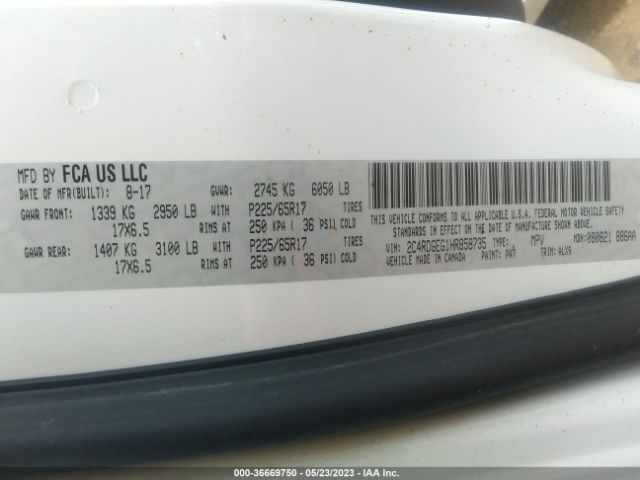 MFD BY FCA US LLC
DATE OF MFR(BUILT): 8-17 GVWR: 2745 KG 6050 LB
GAWR FRONT: 1339 KG 2950 LB WITH P225/65R17 TIRES
17X6.5 RIMS AT 250 KPA ( 36 PSI) COLD
GAWR REAR: 1407 KG 3100 LB WITH P225/65R17 TIRES
17X6.5 RIMS AT 250 KPA ( 36 PSI) COLD
THIS VEHICLE CONFORMS TO ALL APPLICABLE U.S.A. FEDERAL MOTOR VEHICLE SAFETY
STANDARDS IN EFFECT ON THE DATE OF MANUFACTURE SHOWN ABOVE.
VIN: 2C4RDGEG1HR858735 TYPE: MPV MDH: 080821 886AA
VEHICLE MADE IN CANADA PAINT: PW7 TRIM: ALX9
000-36669750 - 05/23/2023 - IAA Inc.